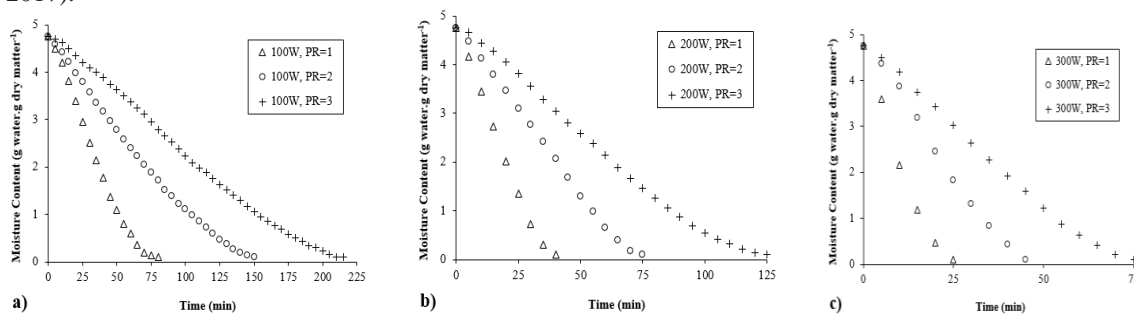 2017).
5
4
3
2
1
0
0 25 50 75 100 125 150 175 200 225
Moisture Content (g water.g dry matter⁻¹)
Time (min)
△ 100W, PR=1
○ 100W, PR=2
+ 100W, PR=3
a)
5
4
3
2
1
0
0 25 50 75 100 125
Moisture Content (g water.g dry matter⁻¹)
Time (min)
△ 200W, PR=1
○ 200W, PR=2
+ 200W, PR=3
b)
5
4
3
2
1
0
0 25 50
Moisture Content (g water.g dry matter⁻¹)
Time (min)
△ 300W, PR=1
○ 300W, PR=2
+ 300W, PR=3
c)